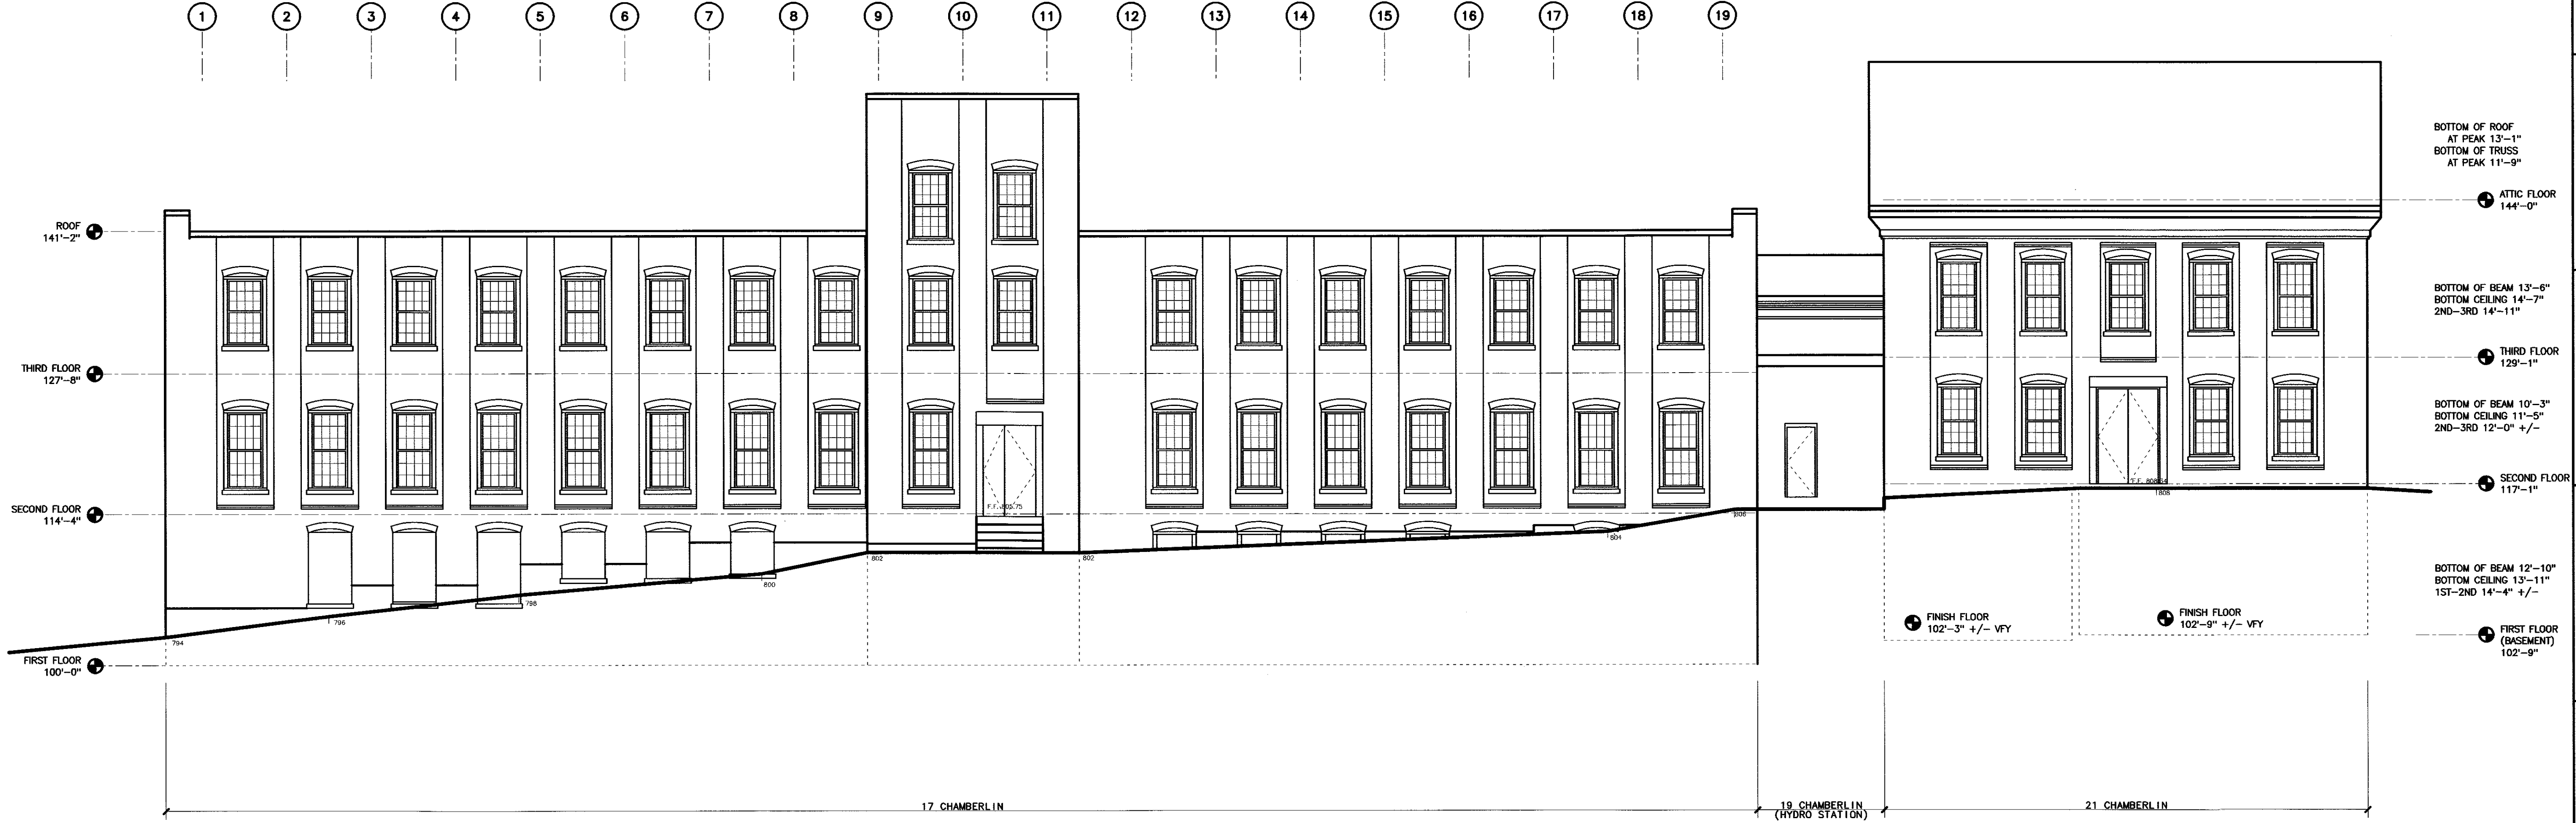 1 2 3 4 5 6 7 8 9 10 11 12 13 14 15 16 17 18 19
ROOF
141'-2"
THIRD FLOOR
127'-8"
SECOND FLOOR
114'-4"
FIRST FLOOR
100'-0"
794
796
798
800
802
F.F. 805.75
802
804
806
F.F. 808.54
808
FINISH FLOOR
102'-3" +/- VFY
FINISH FLOOR
102'-9" +/- VFY
BOTTOM OF ROOF
AT PEAK 13'-1"
BOTTOM OF TRUSS
AT PEAK 11'-9"
ATTIC FLOOR
144'-0"
BOTTOM OF BEAM 13'-6"
BOTTOM CEILING 14'-7"
2ND-3RD 14'-11"
THIRD FLOOR
129'-1"
BOTTOM OF BEAM 10'-3"
BOTTOM CEILING 11'-5"
2ND-3RD 12'-0" +/-
SECOND FLOOR
117'-1"
BOTTOM OF BEAM 12'-10"
BOTTOM CEILING 13'-11"
1ST-2ND 14'-4" +/-
FIRST FLOOR
(BASEMENT)
102'-9"
17 CHAMBERLIN
19 CHAMBERLIN
(HYDRO STATION)
21 CHAMBERLIN